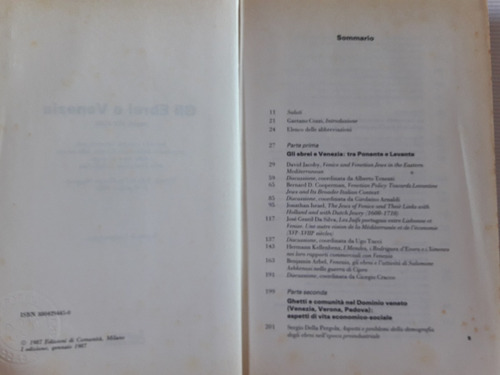 Gli Ebrei e Venezia
© 1987 Edizioni di Comunità, Milano
I edizione, gennaio 1987
Sommario
11 Saluti
21 Gaetano Cozzi, Introduzione
24 Elenco delle abbreviazioni
27 Parte prima
Gli ebrei a Venezia: tra Ponente e Levante
29 David Jacoby, Venice and Venetian Jews in the Eastern
Mediterranean
59 Discussione, coordinata da Alberto Tenenti
65 Bernard D. Cooperman, Venetian Policy Towards Levantine
Jews and Its Broader Italian Context
85 Discussione, coordinata da Girolamo Arnaldi
95 Jonathan Israel, The Jews of Venice and Their Links with
Holland and with Dutch Jewry (1600-1710)
117 José Gentil Da Silva, Les Juifs portugais entre Lisbonne et
Venise. Une autre vision de la Méditerranée et de l'économie
(XVI-XVIII siècles)
137 Discussione, coordinata da Ugo Tucci
143 Hermann Kellenbenz, I Mendes, i Rodrigues d'Evora e i Ximenes
nei loro rapporti commerciali con Venezia
163 Benjamin Arbel, Venezia, gli ebrei e l'attività di Salomone
Ashkenasi nella guerra di Cipro
191 Discussione, coordinata da Giorgio Cracco
199 Parte seconda
Ghetti e comunità nel Dominio veneto
(Venezia, Verona, Padova):
aspetti di vita economico-sociale
201 Sergio Della Pergola, Aspetti e problemi della demografia
degli ebrei nell'epoca preindustriale